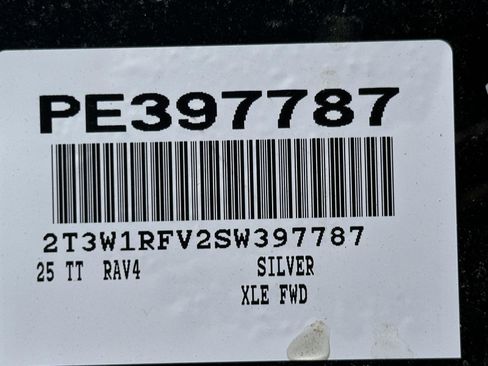 PE397787
2T3W1RFV2SW397787
25 TT RAV4 SILVER
XLE FWD